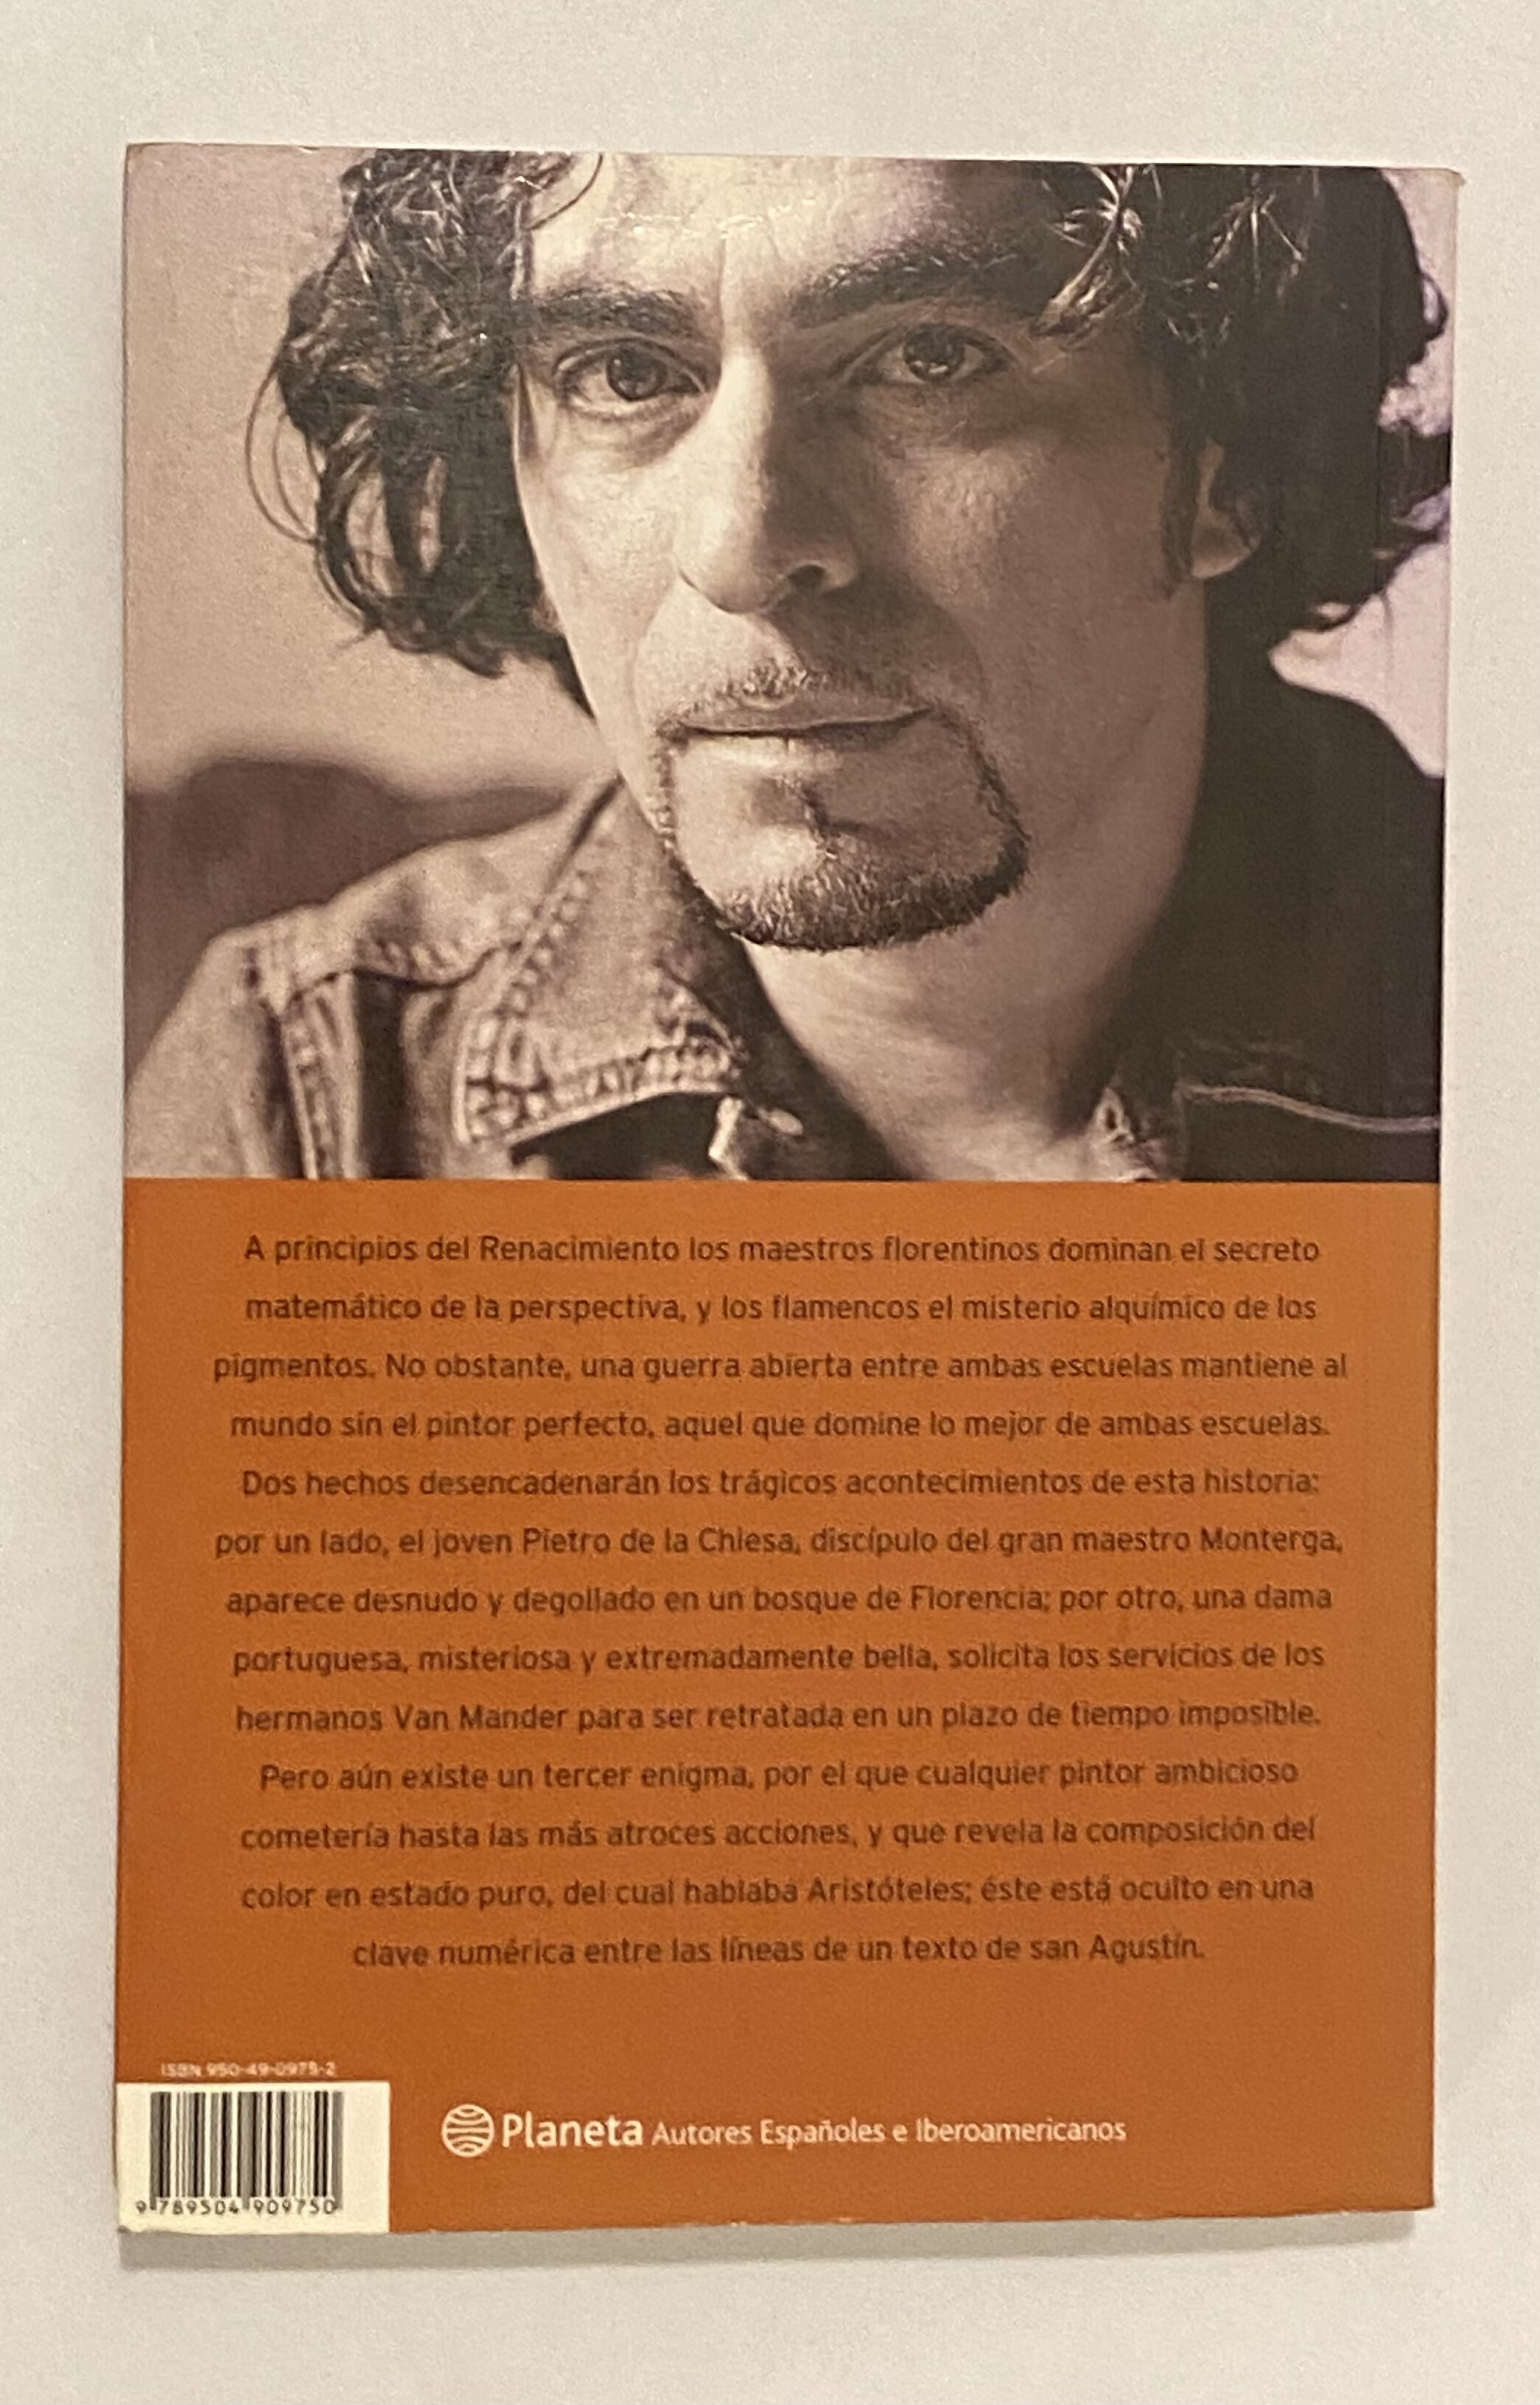 A principios del Renacimiento los maestros florentinos dominan el secreto
matemático de la perspectiva, y los flamencos el misterio alquímico de los
pigmentos. No obstante, una guerra abierta entre ambas escuelas mantiene al
mundo sin el pintor perfecto, aquel que domine lo mejor de ambas escuelas.
Dos hechos desencadenarán los trágicos acontecimientos de esta historia:
por un lado, el joven Pietro de la Chiesa, discípulo del gran maestro Monterga,
aparece desnudo y degollado en un bosque de Florencia; por otro, una dama
portuguesa, misteriosa y extremadamente bella, solicita los servicios de los
hermanos Van Mander para ser retratada en un plazo de tiempo imposible.
Pero aún existe un tercer enigma, por el que cualquier pintor ambicioso
cometería hasta las más atroces acciones, y que revela la composición del
color en estado puro, del cual hablaba Aristóteles; éste está oculto en una
clave numérica entre las líneas de un texto de san Agustín.
ISBN 950-49-0975-2
9 789504 909750
Planeta Autores Españoles e Iberoamericanos